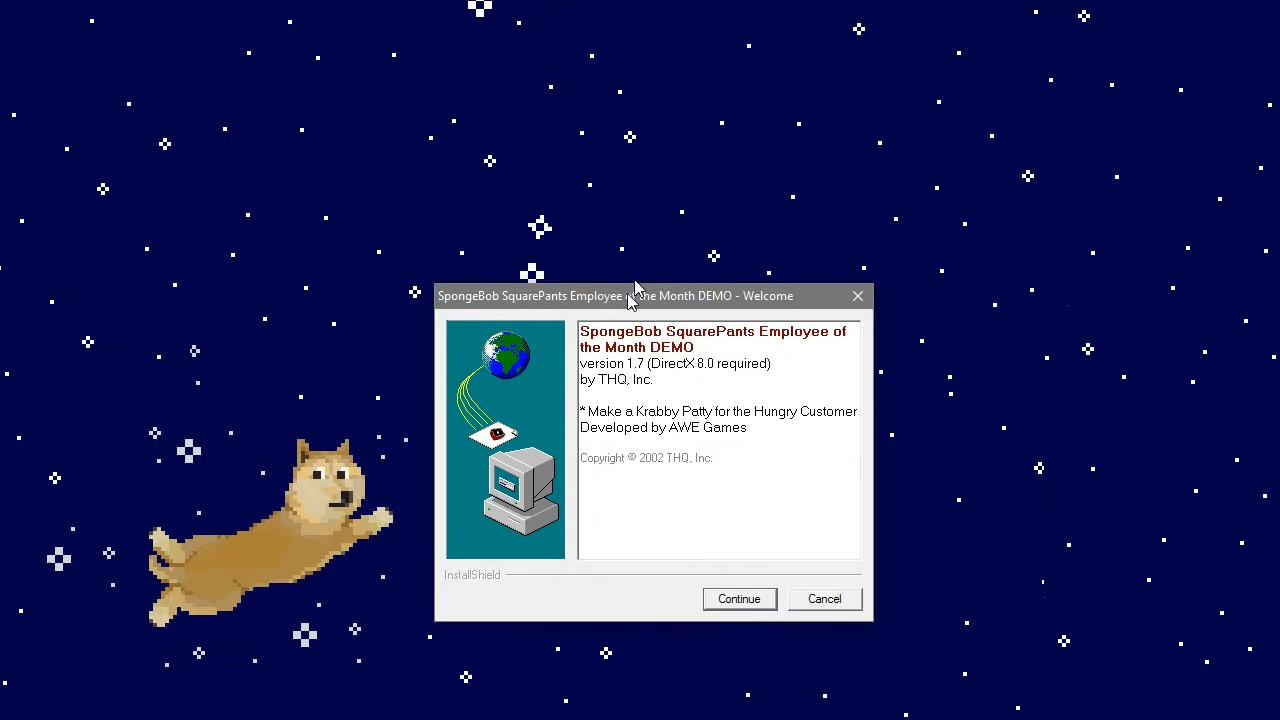 SpongeBob SquarePants Employee the Month DEMO - Welcome
SpongeBob SquarePants Employee of
the Month DEMO
version 1.7 (DirectX 8.0 required)
by THQ, Inc.
* Make a Krabby Patty for the Hungry Customer
Developed by AWE Games
Copyright © 2002 THQ, Inc.
InstallShield
Continue
Cancel